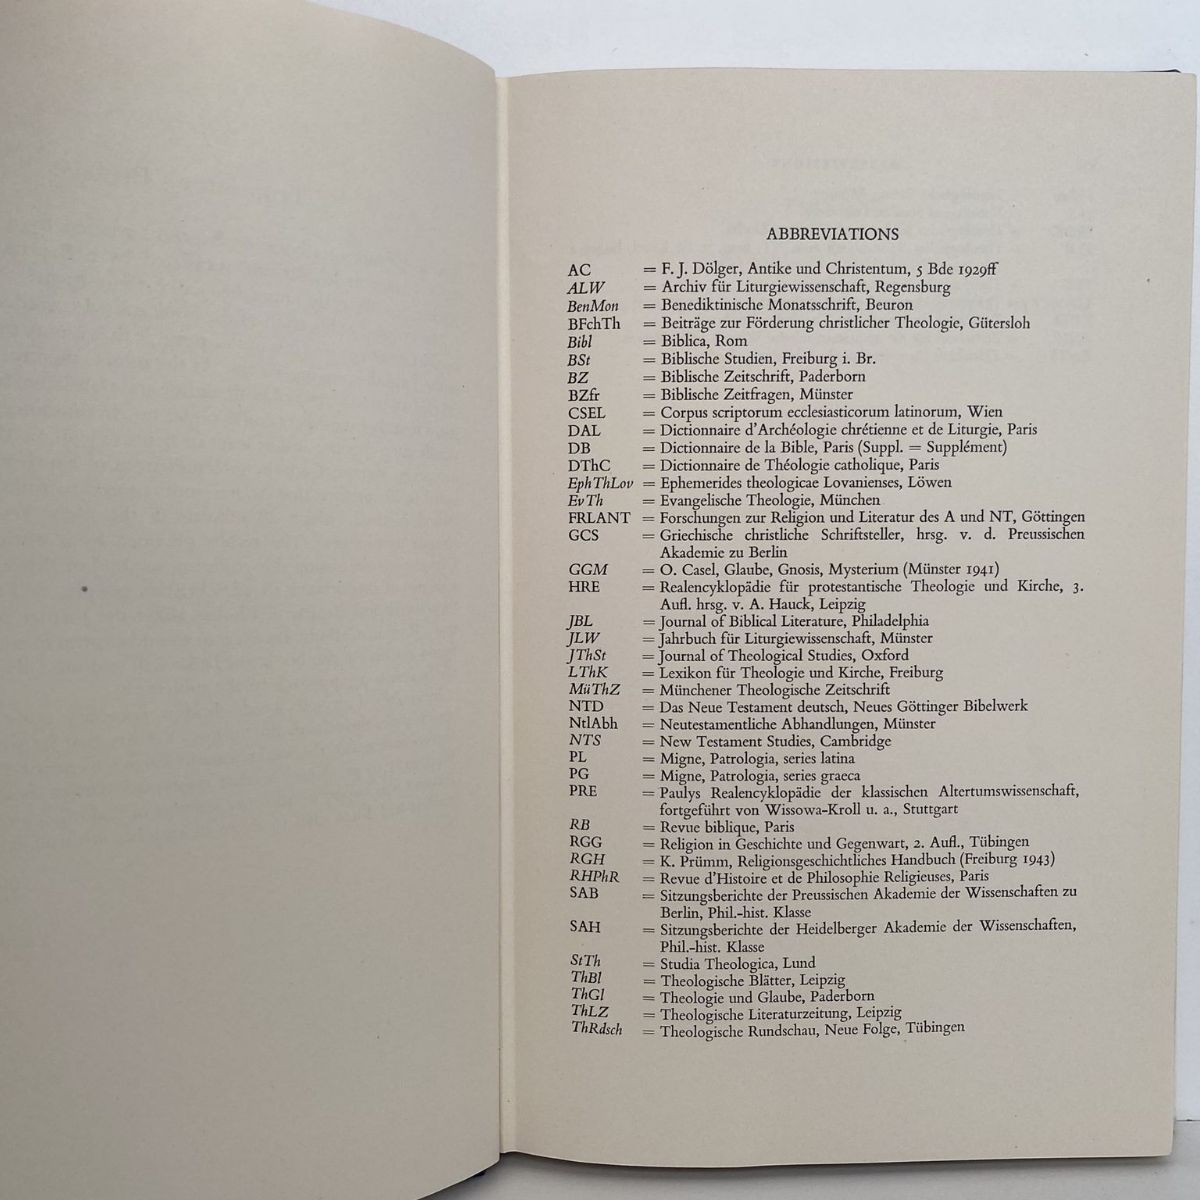 ABBREVIATIONS
AC = F. J. Dölger, Antike und Christentum, 5 Bde 1929ff
ALW = Archiv für Liturgiewissenschaft, Regensburg
BenMon = Benediktinische Monatsschrift, Beuron
BFchTh = Beiträge zur Förderung christlicher Theologie, Gütersloh
Bibl = Biblica, Rom
BSt = Biblische Studien, Freiburg i. Br.
BZ = Biblische Zeitschrift, Paderborn
BZfr = Biblische Zeitfragen, Münster
CSEL = Corpus scriptorum ecclesiasticorum latinorum, Wien
DAL = Dictionnaire d'Archéologie chrétienne et de Liturgie, Paris
DB = Dictionnaire de la Bible, Paris (Suppl. = Supplément)
DThC = Dictionnaire de Théologie catholique, Paris
EphThLov = Ephemerides theologicae Lovanienses, Löwen
EvTh = Evangelische Theologie, München
FRLANT = Forschungen zur Religion und Literatur des A und NT, Göttingen
GCS = Griechische christliche Schriftsteller, hrsg. v. d. Preussischen
Akademie zu Berlin
GGM = O. Casel, Glaube, Gnosis, Mysterium (Münster 1941)
HRE = Realencyklopädie für protestantische Theologie und Kirche, 3.
Aufl. hrsg. v. A. Hauck, Leipzig
JBL = Journal of Biblical Literature, Philadelphia
JLW = Jahrbuch für Liturgiewissenschaft, Münster
JThSt = Journal of Theological Studies, Oxford
LThK = Lexikon für Theologie und Kirche, Freiburg
MüThZ = Münchener Theologische Zeitschrift
NTD = Das Neue Testament deutsch, Neues Göttinger Bibelwerk
NtlAbh = Neutestamentliche Abhandlungen, Münster
NTS = New Testament Studies, Cambridge
PL = Migne, Patrologia, series latina
PG = Migne, Patrologia, series graeca
PRE = Paulys Realencyklopädie der klassischen Altertumswissenschaft,
fortgeführt von Wissowa-Kroll u. a., Stuttgart
RB = Revue biblique, Paris
RGG = Religion in Geschichte und Gegenwart, 2. Aufl., Tübingen
RGH = K. Prümm, Religionsgeschichtliches Handbuch (Freiburg 1943)
RHPhR = Revue d'Histoire et de Philosophie Religieuses, Paris
SAB = Sitzungsberichte der Preussischen Akademie der Wissenschaften zu
Berlin, Phil.-hist. Klasse
SAH = Sitzungsberichte der Heidelberger Akademie der Wissenschaften,
Phil.-hist. Klasse
StTh = Studia Theologica, Lund
ThBl = Theologische Blätter, Leipzig
ThGl = Theologie und Glaube, Paderborn
ThLZ = Theologische Literaturzeitung, Leipzig
ThRdsch = Theologische Rundschau, Neue Folge, Tübingen